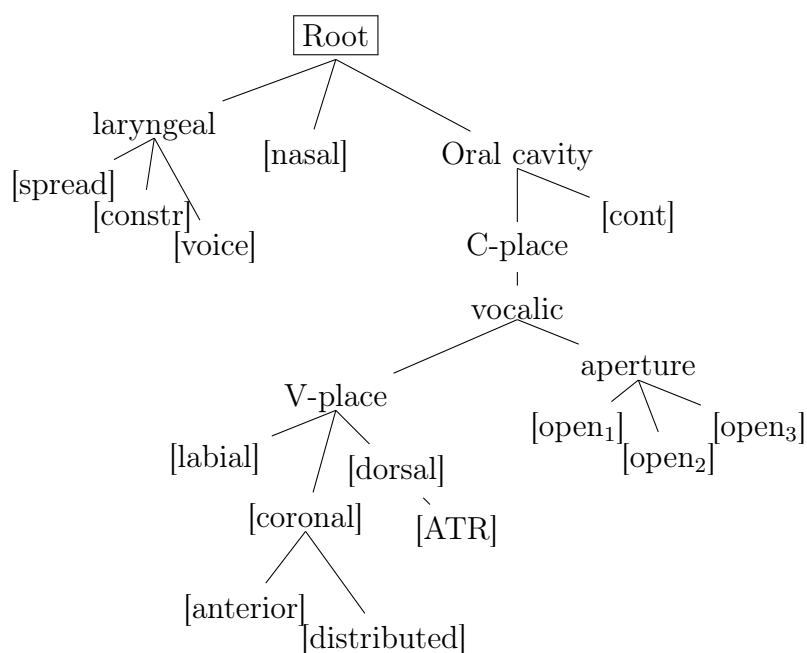 Root
laryngeal
[nasal]
Oral cavity
[spread]
[constr]
[voice]
[cont]
C-place
vocalic
aperture
V-place
[open₁]
[open₂]
[open₃]
[labial]
[dorsal]
[coronal]
[ATR]
[anterior]
[distributed]